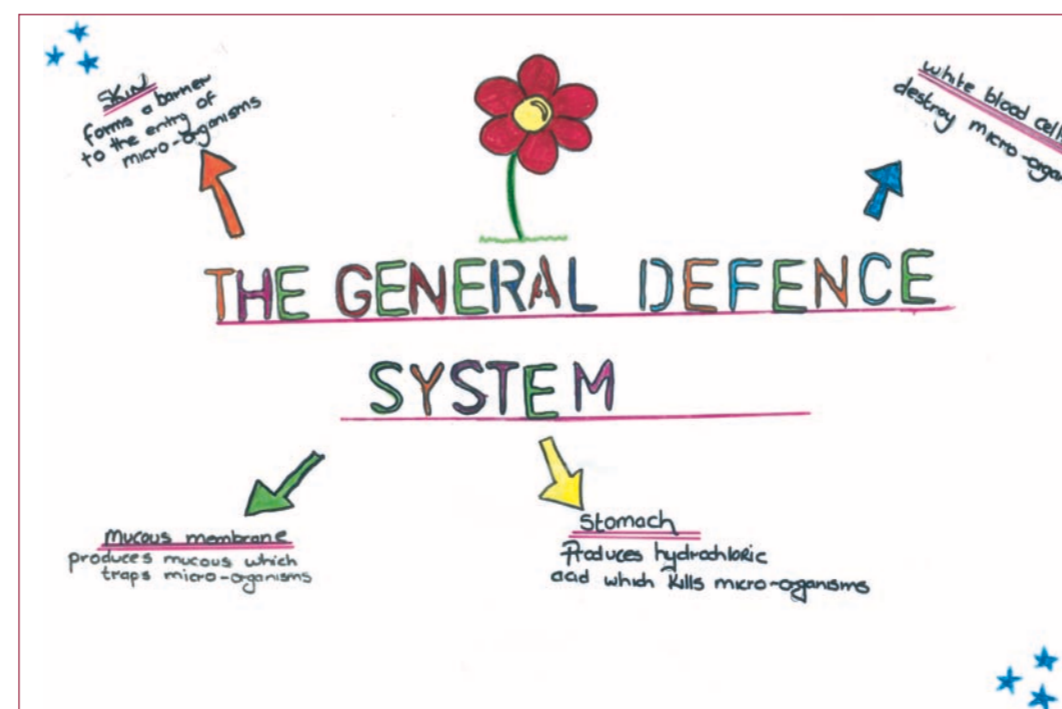 Skin
forms a barrier
to the entry of
micro-organisms
White blood cell
destroy micro-orga
THE GENERAL DEFENCE
SYSTEM
Mucous membrane
produces mucous which
traps micro-organisms
Stomach
Produces hydrochloric
acid which kills micro-organisms